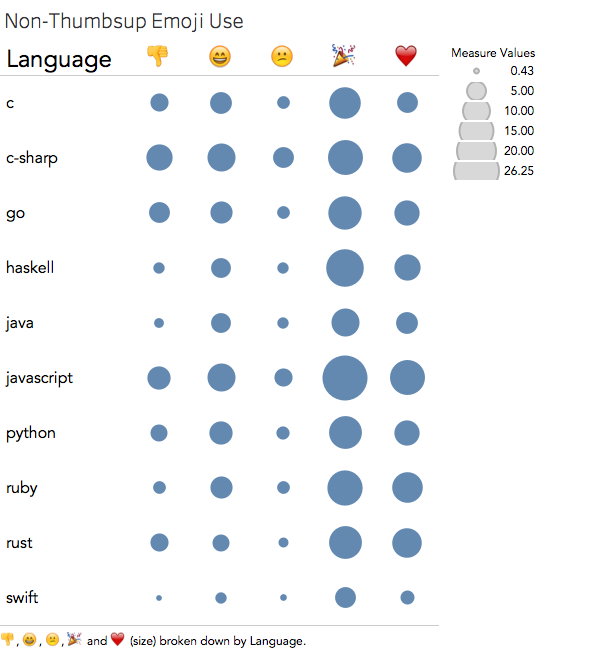 Non-Thumbsup Emoji Use
Language 👎 😄 😕 🎉 ❤️
Measure Values
0.43
5.00
10.00
15.00
20.00
26.25
c
c-sharp
go
haskell
java
javascript
python
ruby
rust
swift
👎, 😄, 😕, 🎉 and ❤️ (size) broken down by Language.